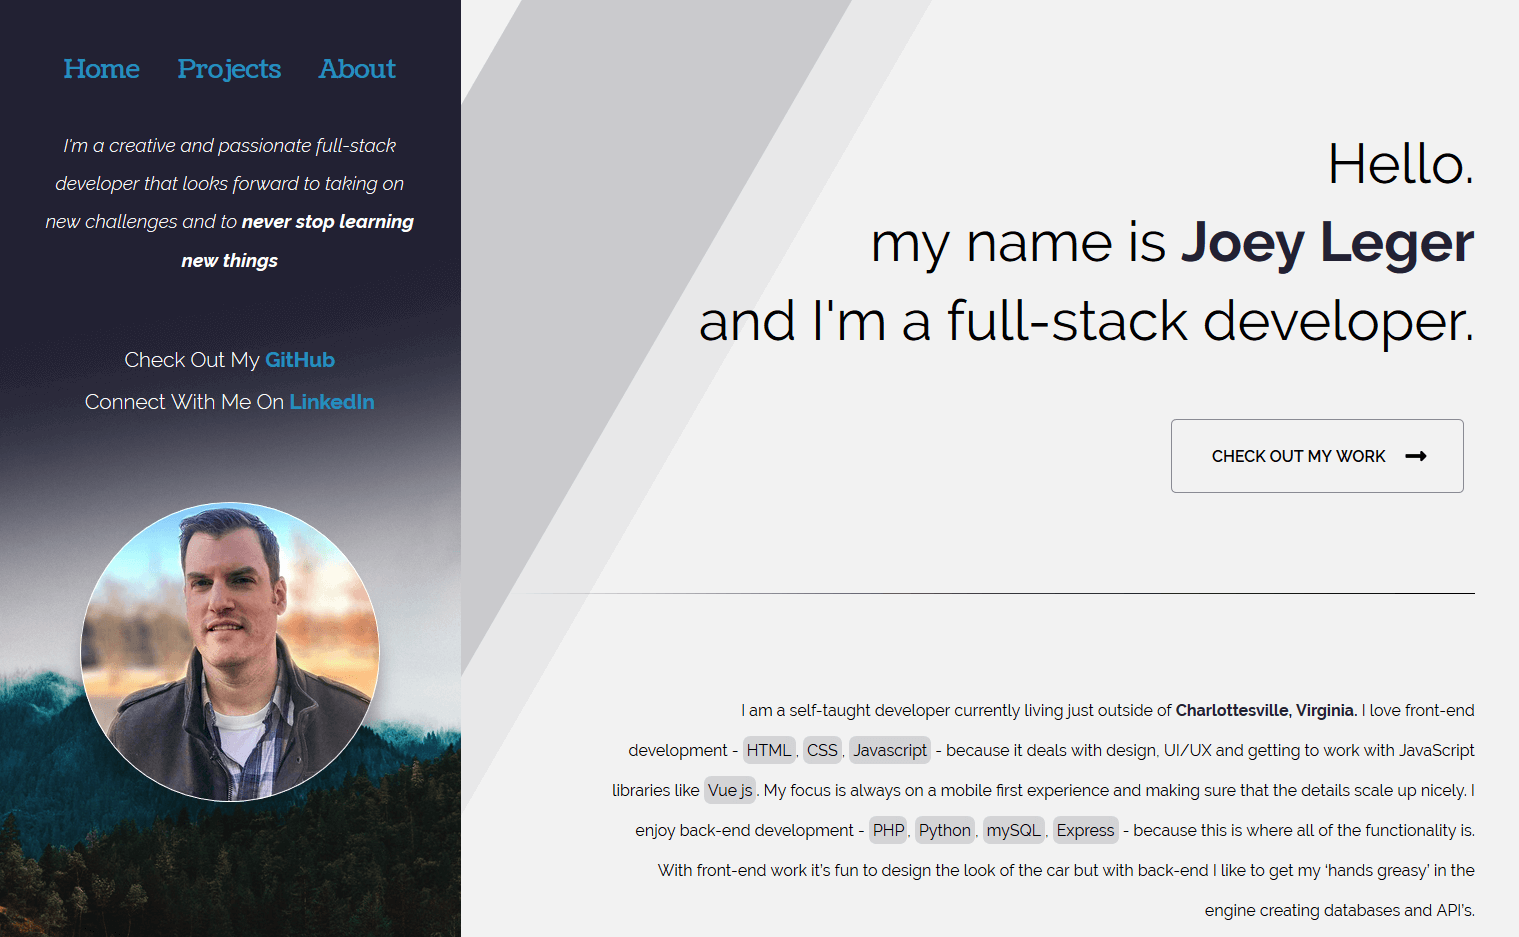 Home Projects About
I'm a creative and passionate full-stack
developer that looks forward to taking on
new challenges and to never stop learning
new things
Check Out My GitHub
Connect With Me On LinkedIn
Hello.
my name is Joey Leger
and I'm a full-stack developer.
CHECK OUT MY WORK
I am a self-taught developer currently living just outside of Charlottesville, Virginia. I love front-end
development - HTML, CSS, Javascript - because it deals with design, UI/UX and getting to work with JavaScript
libraries like Vue js. My focus is always on a mobile first experience and making sure that the details scale up nicely. I
enjoy back-end development - PHP, Python, mySQL, Express - because this is where all of the functionality is.
With front-end work it’s fun to design the look of the car but with back-end I like to get my ‘hands greasy’ in the
engine creating databases and API’s.